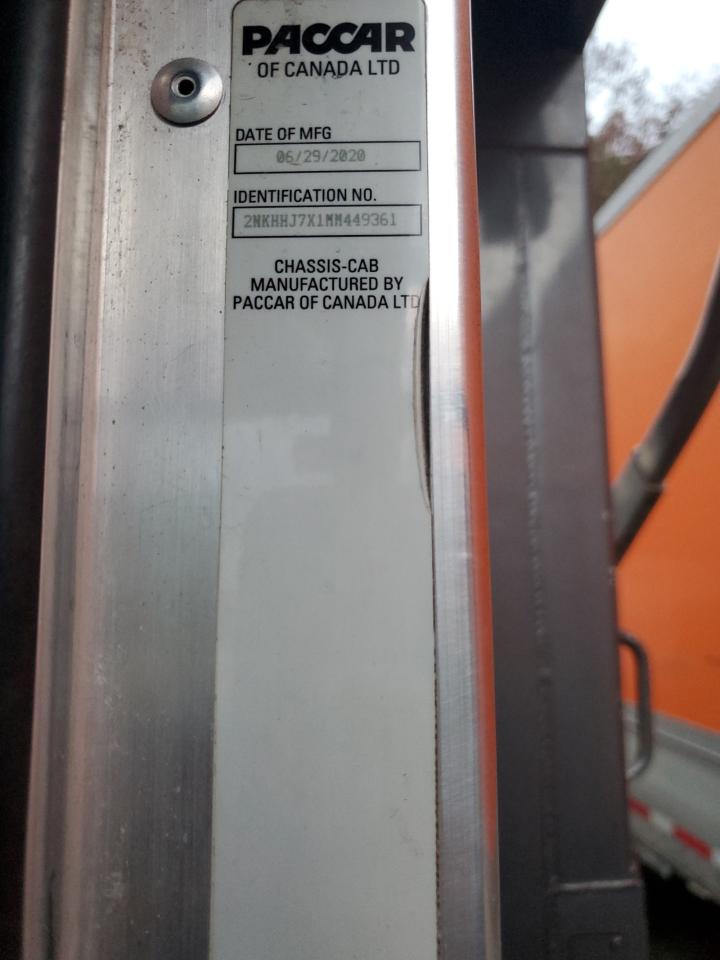 PACCAR
OF CANADA LTD
DATE OF MFG
06/29/2020
IDENTIFICATION NO.
2NKHHJ7X1MM449361
CHASSIS-CAB
MANUFACTURED BY
PACCAR OF CANADA LTD